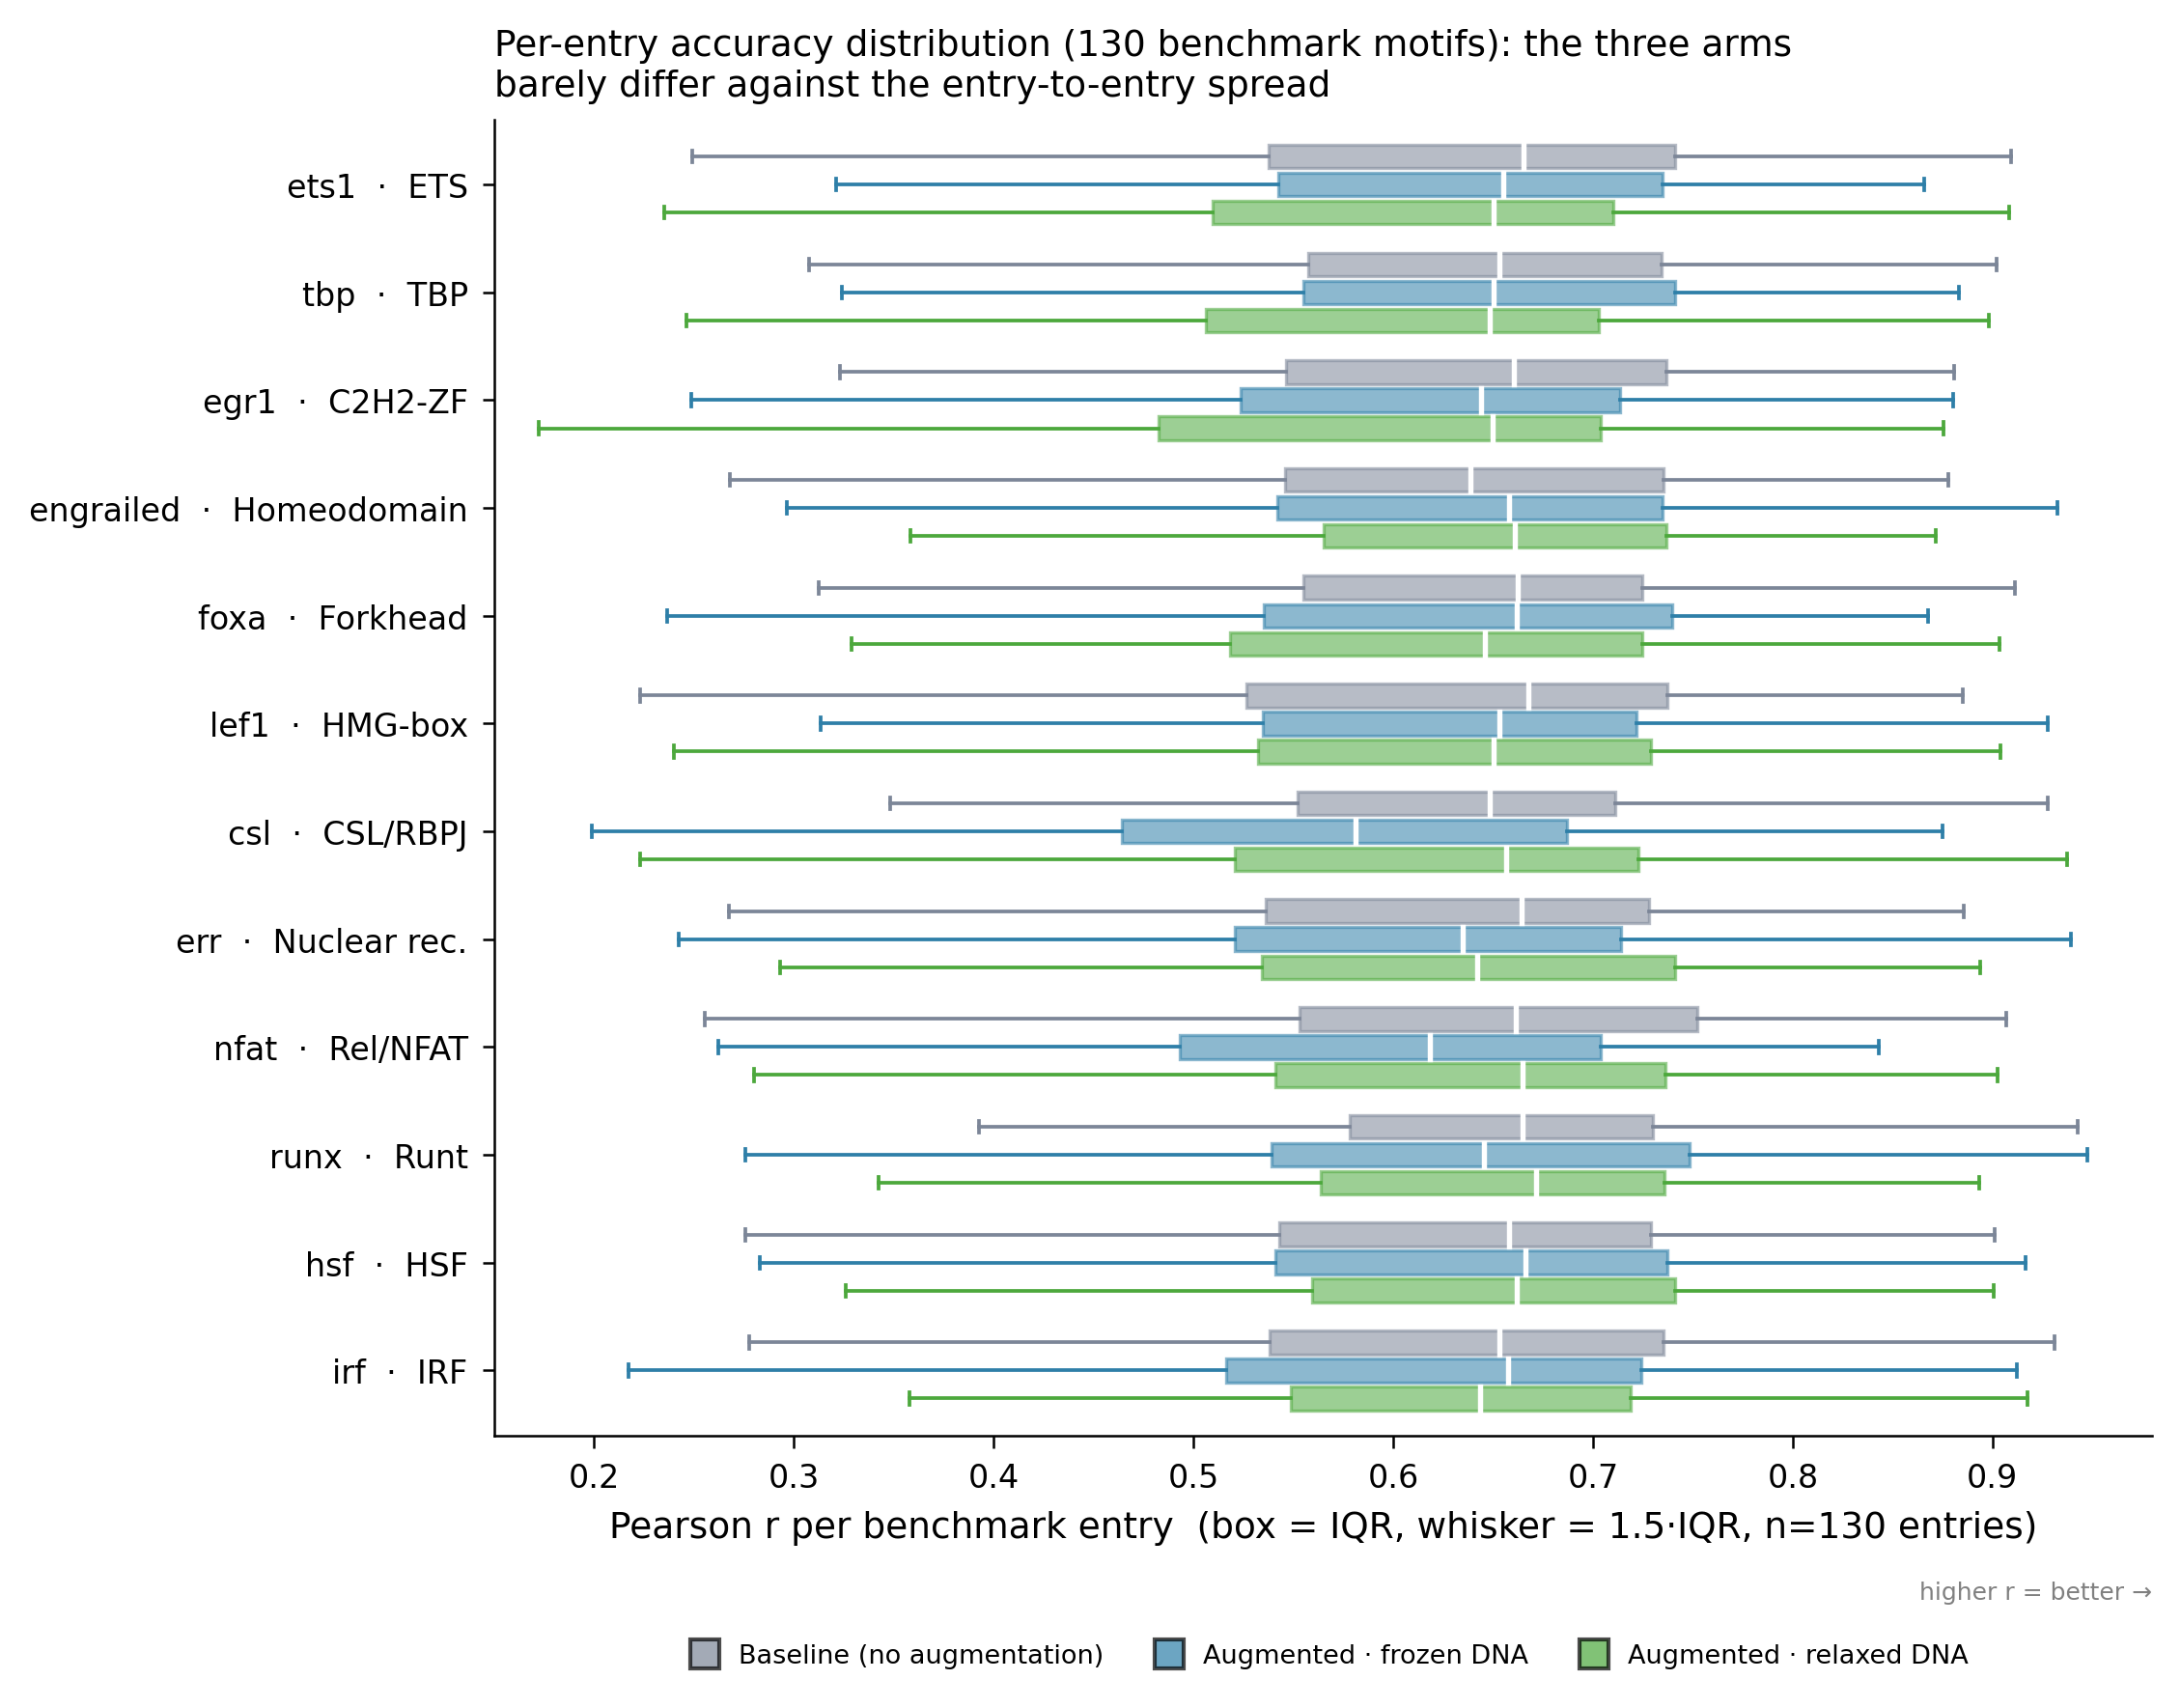 Per-entry accuracy distribution (130 benchmark motifs): the three arms
barely differ against the entry-to-entry spread
ets1 · ETS
tbp · TBP
egr1 · C2H2-ZF
engrailed · Homeodomain
foxa · Forkhead
lef1 · HMG-box
csl · CSL/RBPJ
err · Nuclear rec.
nfat · Rel/NFAT
runx · Runt
hsf · HSF
irf · IRF
0.2 0.3 0.4 0.5 0.6 0.7 0.8 0.9
Pearson r per benchmark entry (box = IQR, whisker = 1.5·IQR, n=130 entries)
higher r = better →
Baseline (no augmentation) Augmented · frozen DNA Augmented · relaxed DNA